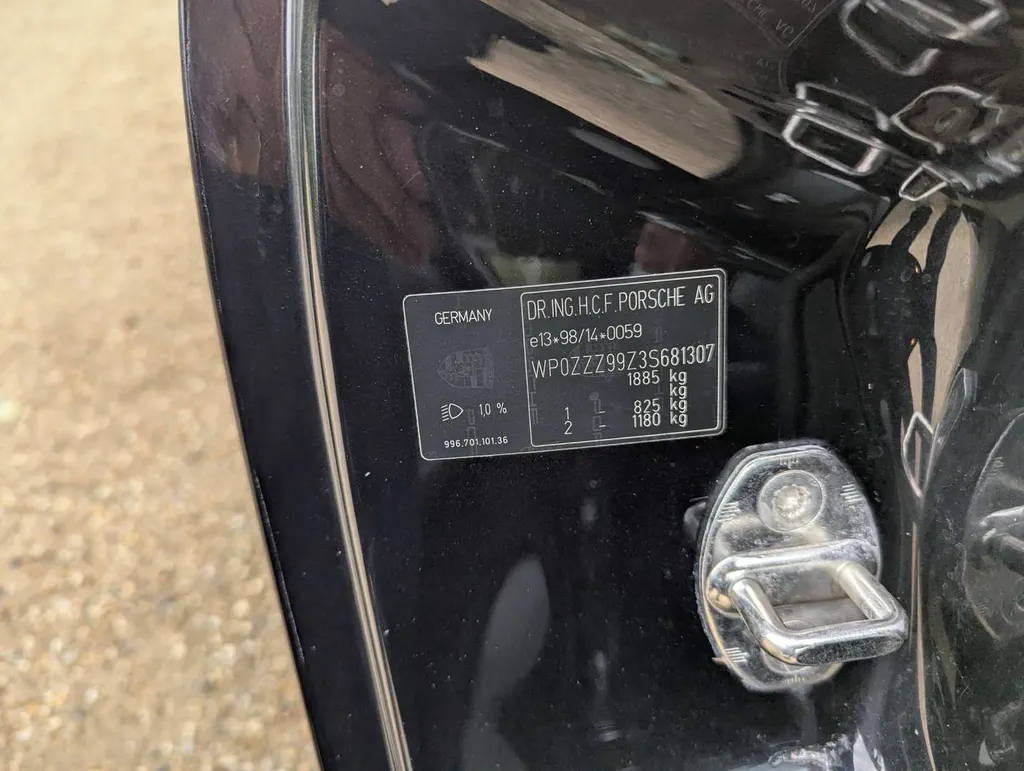 GERMANY
1,0 %
996.701.101.36
DR.ING.H.C.F.PORSCHE AG
e13*98/14*0059
WP0ZZZ99Z3S681307
1885 kg
kg
1 – 825 kg
2 – 1180 kg